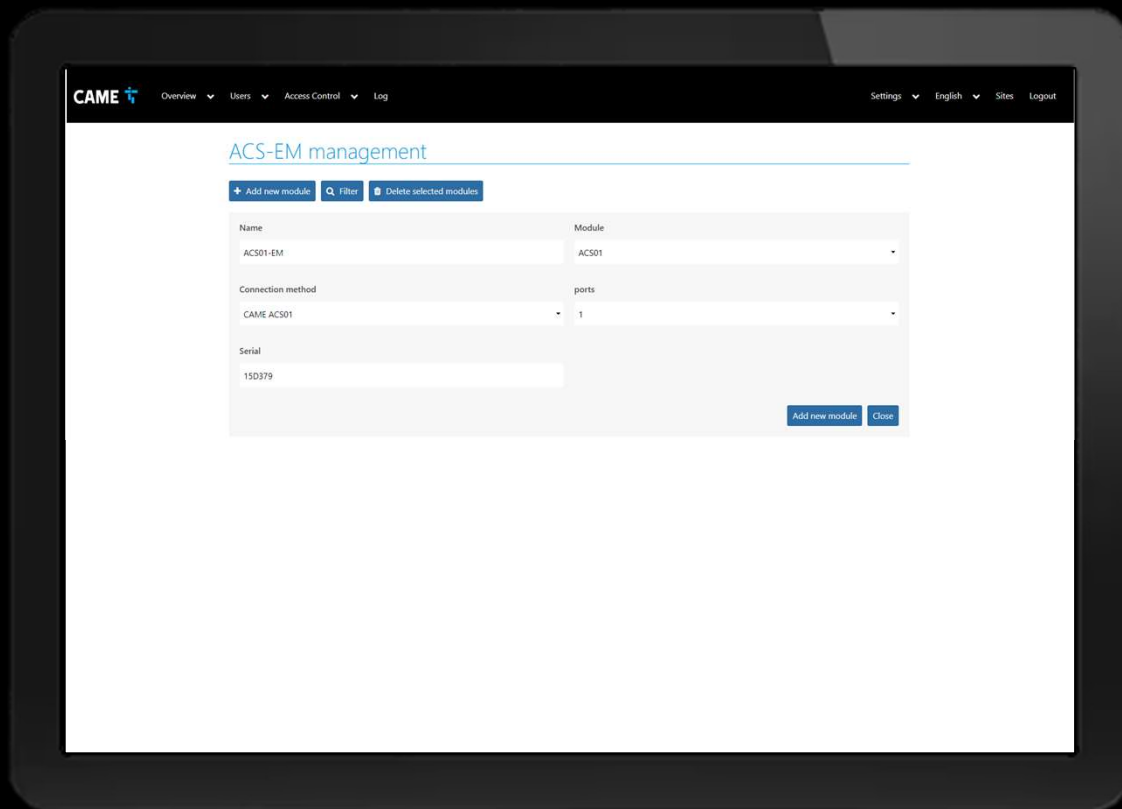 CAME Overview Users Access Control Log Settings English Sites Logout
ACS-EM management
Add new module Filter Delete selected modules
Name Module
ACS01-EM ACS01
Connection method ports
CAME ACS01 1
Serial
15D379
Add new module Close